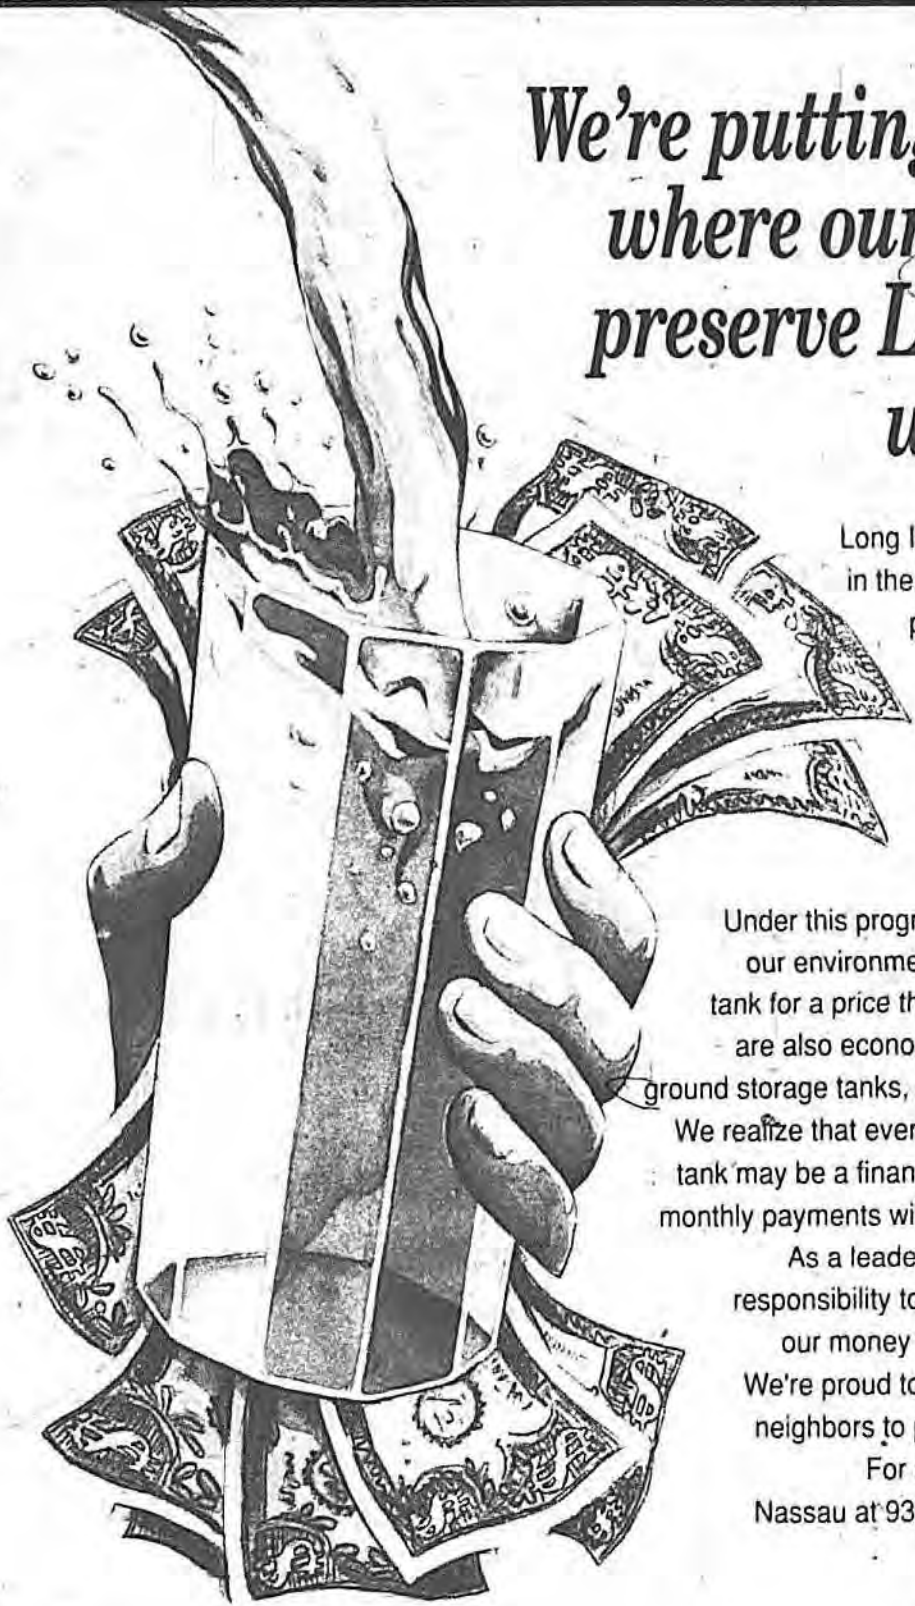 We're putting
where our
preserve L
w
Long I
in the
p
Under this progr
our environme
tank for a price th
are also econo
ground storage tanks,
We realize that ever
tank may be a finan
monthly payments wi
As a leade
responsibility to
our money
We're proud to
neighbors to
For
Nassau at 93